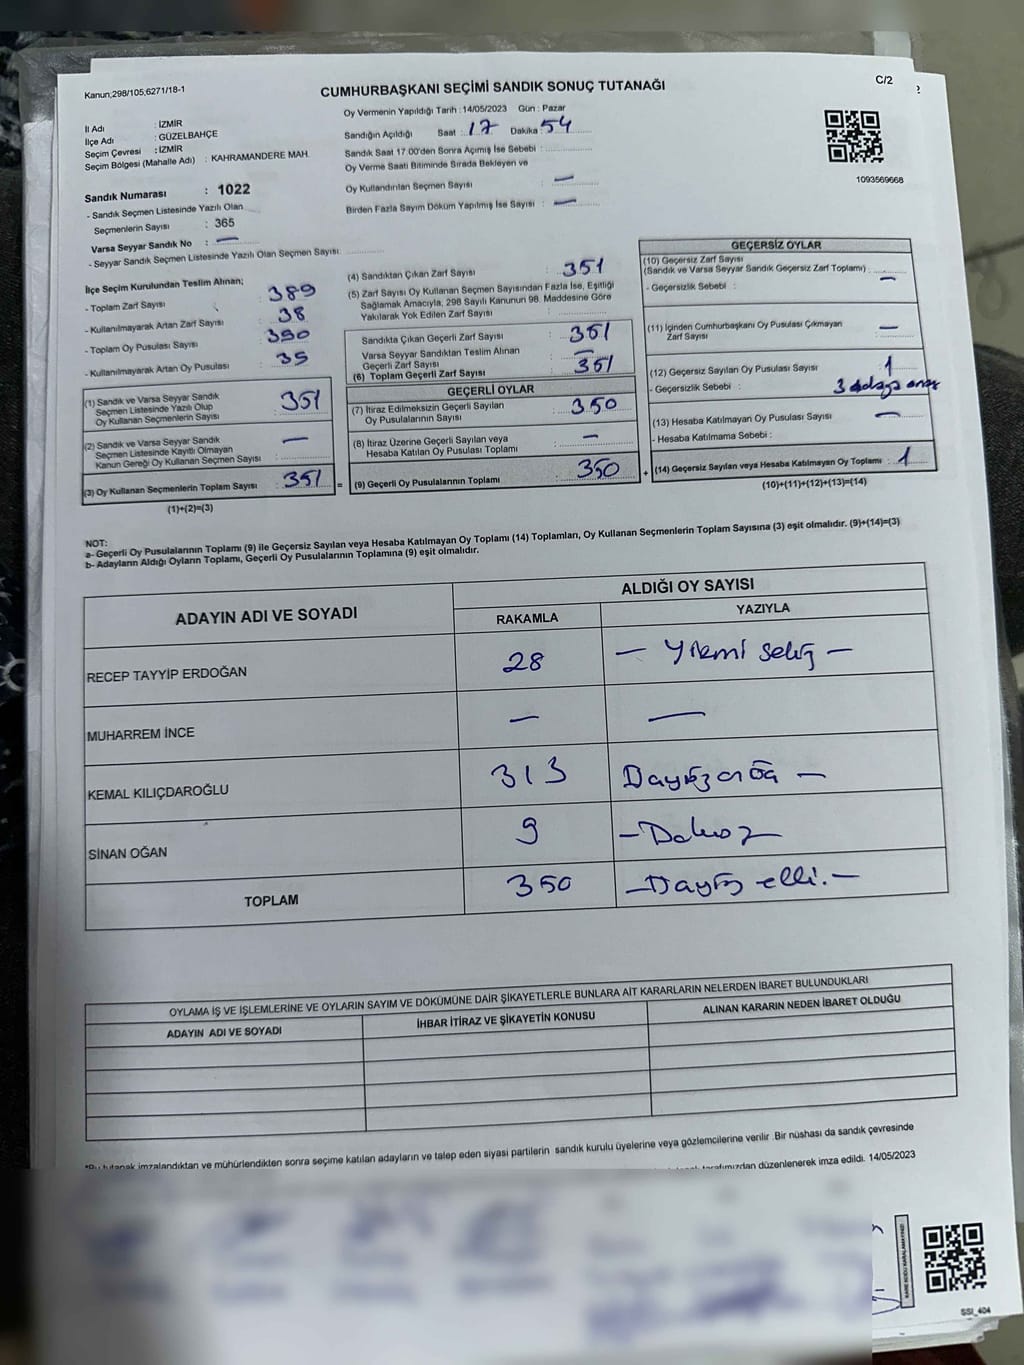 Kanun,298/105,6271/18-1
CUMHURBAŞKANI SEÇİMİ SANDIK SONUÇ TUTANAĞI
C/2
İl Adı : İZMİR
İlçe Adı : GÜZELBAHÇE
Seçim Çevresi : İZMİR
Seçim Bölgesi (Mahalle Adı) : KAHRAMANDERE MAH.
Sandık Numarası : 1022
- Sandık Seçmen Listesinde Yazılı Olan
Seçmenlerin Sayısı : 365
Varsa Seyyar Sandık No : —
- Seyyar Sandık Seçmen Listesinde Yazılı Olan Seçmen Sayısı:
Oy Vermenin Yapıldığı Tarih : 14/05/2023 Gün : Pazar
Sandığın Açıldığı Saat : 17 Dakika : 54
Sandık Saat 17.00'den Sonra Açımış İse Sebebi :
Oy Verme Saati Bitiminde Sırada Bekleyen ve
Oy Kullandırılan Seçmen Sayısı : —
Birden Fazla Sayım Döküm Yapılmış İse Sayısı : —
1093569668
İlçe Seçim Kurulundan Teslim Alınan;
- Toplam Zarf Sayısı : 389
- Kullanılmayarak Artan Zarf Sayısı : 38
- Toplam Oy Pusulası Sayısı : 390
- Kullanılmayarak Artan Oy Pusulası : 39
(1) Sandık ve Varsa Seyyar Sandık
Seçmen Listesinde Yazılı Olup
Oy Kullanan Seçmenlerin Sayısı : 351
(2) Sandık ve Varsa Seyyar Sandık
Seçmen Listesinde Kayıtlı Olmayan
Kanun Gereği Oy Kullanan Seçmen Sayısı : —
(3) Oy Kullanan Seçmenlerin Toplam Sayısı : 351
(1)+(2)=(3)
(4) Sandıktan Çıkan Zarf Sayısı : 351
(5) Zarf Sayısı Oy Kullanan Seçmen Sayısından Fazla İse, Eşitliği
Sağlamak Amacıyla, 298 Sayılı Kanunun 98. Maddesine Göre
Yakılarak Yok Edilen Zarf Sayısı :
Sandıkta Çıkan Geçerli Zarf Sayısı : 351
Varsa Seyyar Sandıktan Teslim Alınan
Geçerli Zarf Sayısı : —
(6) Toplam Geçerli Zarf Sayısı : 351
GEÇERLİ OYLAR
(7) İtiraz Edilmeksizin Geçerli Sayılan
Oy Pusulalarının Sayısı : 350
(8) İtiraz Üzerine Geçerli Sayılan veya
Hesaba Katılan Oy Pusulası Toplamı : —
= (9) Geçerli Oy Pusulalarının Toplamı : 350
GEÇERSİZ OYLAR
(10) Geçersiz Zarf Sayısı
(Sandık ve Varsa Seyyar Sandık Geçersiz Zarf Toplamı) : —
- Geçersizlik Sebebi :
(11) İçinden Cumhurbaşkanı Oy Pusulası Çıkmayan
Zarf Sayısı : —
(12) Geçersiz Sayılan Oy Pusulası Sayısı : 1
- Geçersizlik Sebebi : 3 adaya
(13) Hesaba Katılmayan Oy Pusulası Sayısı : —
- Hesaba Katılmama Sebebi :
+ (14) Geçersiz Sayılan veya Hesaba Katılmayan Oy Toplamı : 1
(10)+(11)+(12)+(13)=(14)
NOT:
a- Geçerli Oy Pusulalarının Toplamı (9) ile Geçersiz Sayılan veya Hesaba Katılmayan Oy Toplamı (14) Toplamları, Oy Kullanan Seçmenlerin Toplam Sayısına (3) eşit olmalıdır. (9)+(14)=(3)
b- Adayların Aldığı Oyların Toplamı, Geçerli Oy Pusulalarının Toplamına (9) eşit olmalıdır.
ADAYIN ADI VE SOYADI
ALDIĞI OY SAYISI
RAKAMLA YAZIYLA
RECEP TAYYİP ERDOĞAN 28 — Yirmi sekiz —
MUHARREM İNCE — —
KEMAL KILIÇDAROĞLU 313
SİNAN OĞAN 9 — Dokuz
TOPLAM 350 — elli. —
OYLAMA İŞ VE İŞLEMLERİNE VE OYLARIN SAYIM VE DÖKÜMÜNE DAİR ŞİKAYETLERLE BUNLARA AİT KARARLARIN NELERDEN İBARET BULUNDUKLARI
ADAYIN ADI VE SOYADI İHBAR İTİRAZ VE ŞİKAYETİN KONUSU ALINAN KARARIN NEDEN İBARET OLDUĞU
*Bu tutanak imzalandıktan ve mühürlendikten sonra seçime katılan adayların ve talep eden siyasi partilerin sandık kurulu üyelerine veya gözlemcilerine verilir .Bir nüshası da sandık çevresinde
tarafımızdan düzenlenerek imza edildi. 14/05/2023
SSI_404